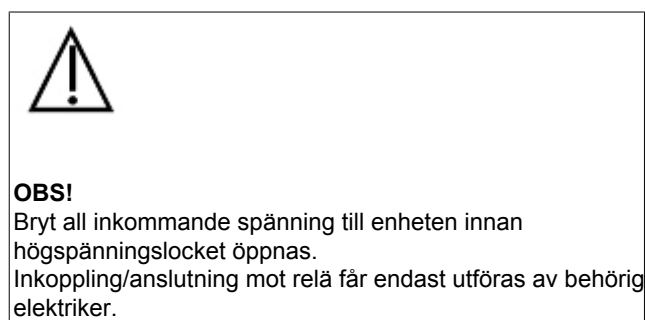 OBS!
Bryt all inkommande spänning till enheten innan
högspänningslocket öppnas.
Inkoppling/anslutning mot relä får endast utföras av behörig
elektriker.